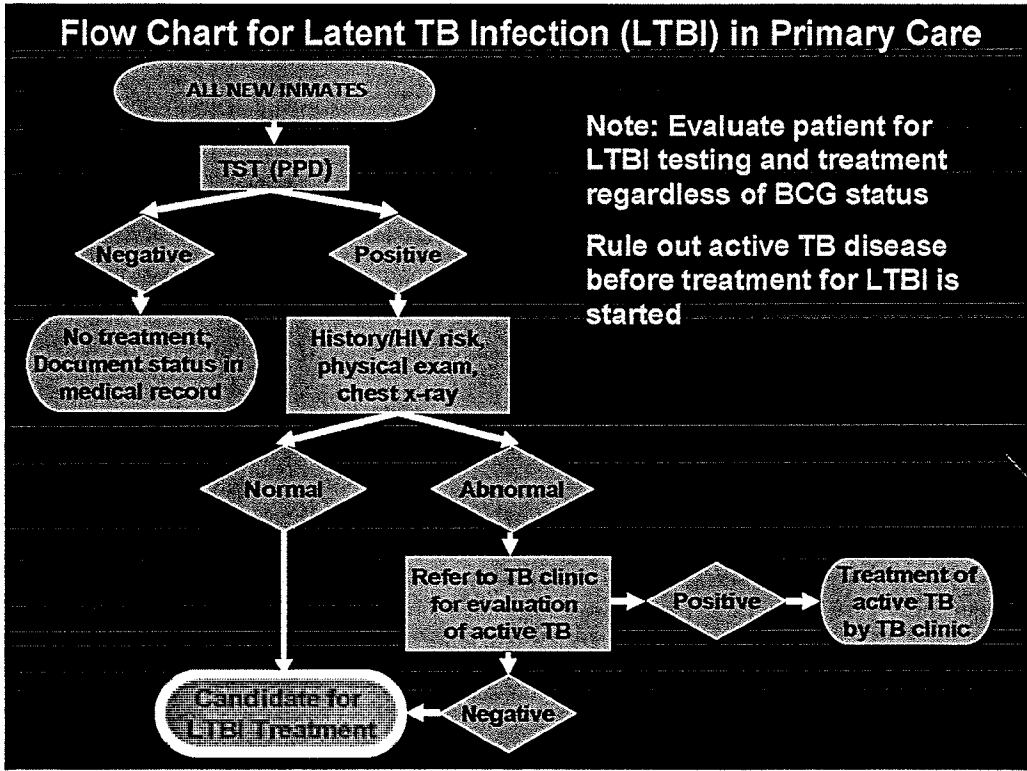 Flow Chart for Latent TB Infection (LTBI) in Primary Care
ALL NEW INMATES
TST (PPD)
Note: Evaluate patient for
LTBI testing and treatment
regardless of BCG status
Rule out active TB disease
before treatment for LTBI is
started
Negative
Positive
No treatment;
Document status in
medical record
History/HIV risk,
physical exam,
chest x-ray
Normal
Abnormal
Refer to TB clinic
for evaluation
of active TB
Positive
Treatment of
active TB
by TB clinic
Negative
Candidate for
LTBI Treatment